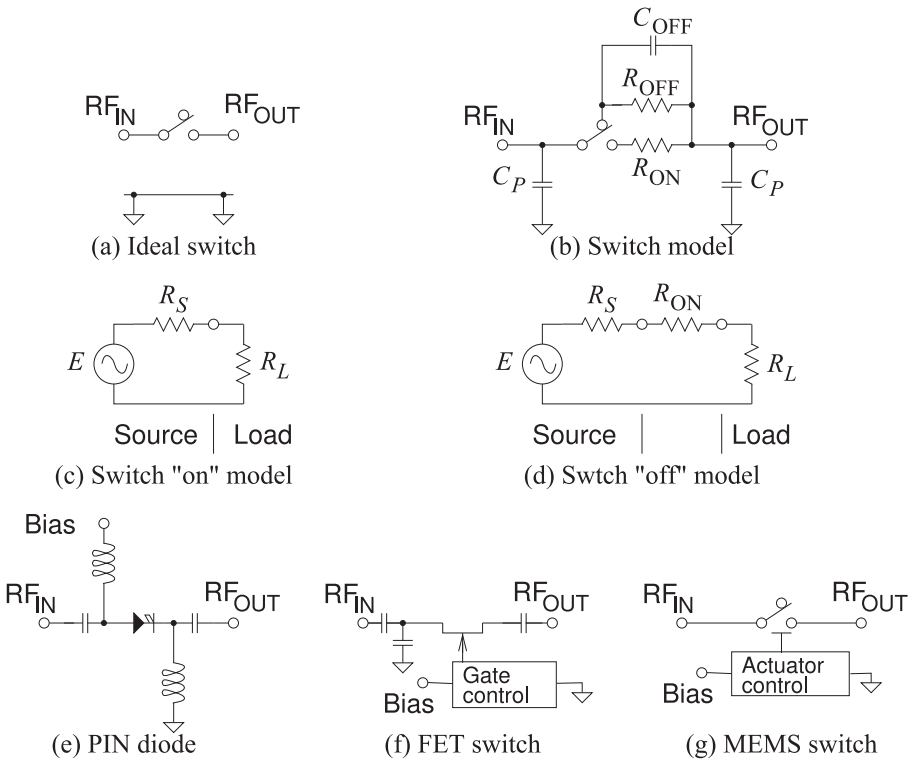 C_OFF
R_OFF
RF_IN
RF_OUT
RF_IN
RF_OUT
C_P
R_ON
C_P
(a) Ideal switch
(b) Switch model
R_S
E
R_L
Source | Load
(c) Switch "on" model
R_S
R_ON
E
R_L
Source
Load
(d) Swtch "off" model
Bias
RF_IN
RF_OUT
(e) PIN diode
RF_IN
RF_OUT
Gate
control
Bias
(f) FET switch
RF_IN
RF_OUT
Actuator
control
Bias
(g) MEMS switch